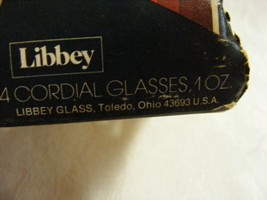 Libbey
4 CORDIAL GLASSES, 1 OZ
LIBBEY GLASS, Toledo, Ohio 43693 U.S.A.